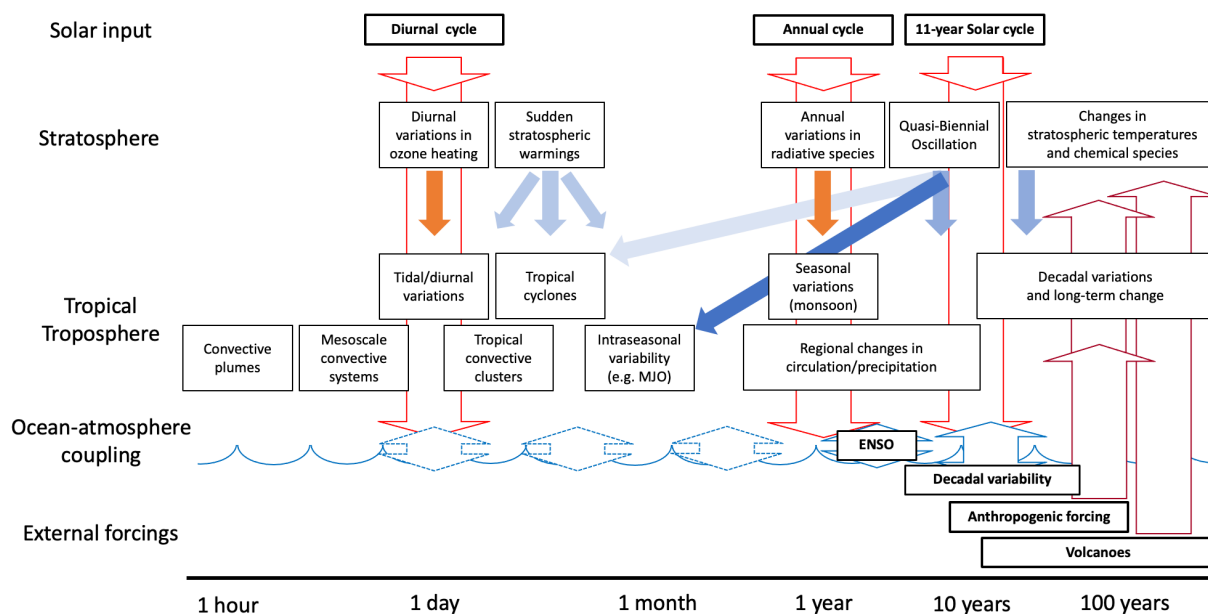 Solar input
Diurnal cycle
Annual cycle
11-year Solar cycle
Stratosphere
Diurnal
variations in
ozone heating
Sudden
stratospheric
warmings
Annual
variations in
radiative species
Quasi-Biennial
Oscillation
Changes in
stratospheric temperatures
and chemical species
Tropical
Troposphere
Tidal/diurnal
variations
Tropical
cyclones
Seasonal
variations
(monsoon)
Decadal variations
and long-term change
Convective
plumes
Mesoscale
convective
systems
Tropical
convective
clusters
Intraseasonal
variability
(e.g. MJO)
Regional changes in
circulation/precipitation
Ocean-atmosphere
coupling
ENSO
Decadal variability
External forcings
Anthropogenic forcing
Volcanoes
1 hour
1 day
1 month
1 year
10 years
100 years